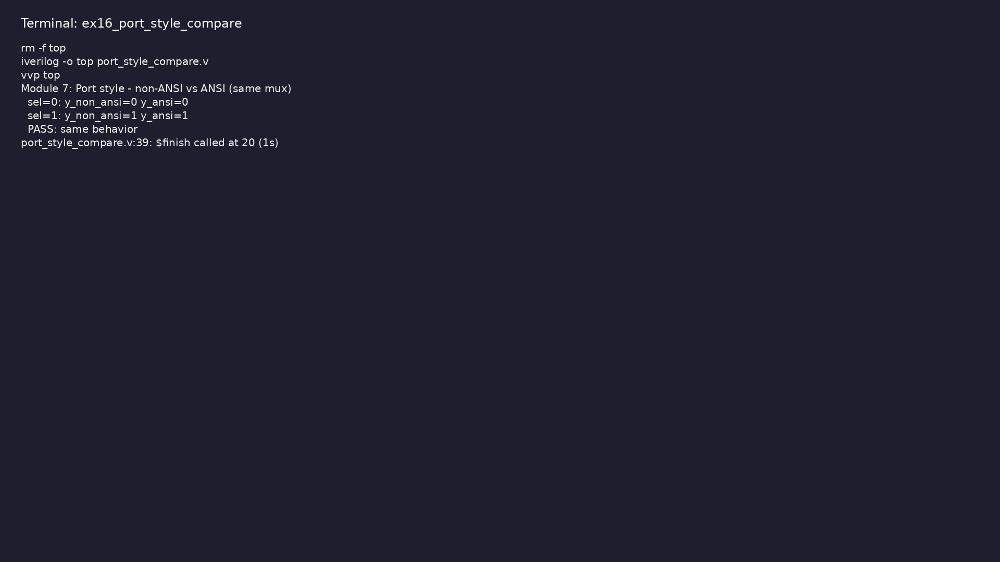 Terminal: ex16_port_style_compare
rm -f top
iverilog -o top port_style_compare.v
vvp top
Module 7: Port style - non-ANSI vs ANSI (same mux)
  sel=0: y_non_ansi=0 y_ansi=0
  sel=1: y_non_ansi=1 y_ansi=1
  PASS: same behavior
port_style_compare.v:39: $finish called at 20 (1s)